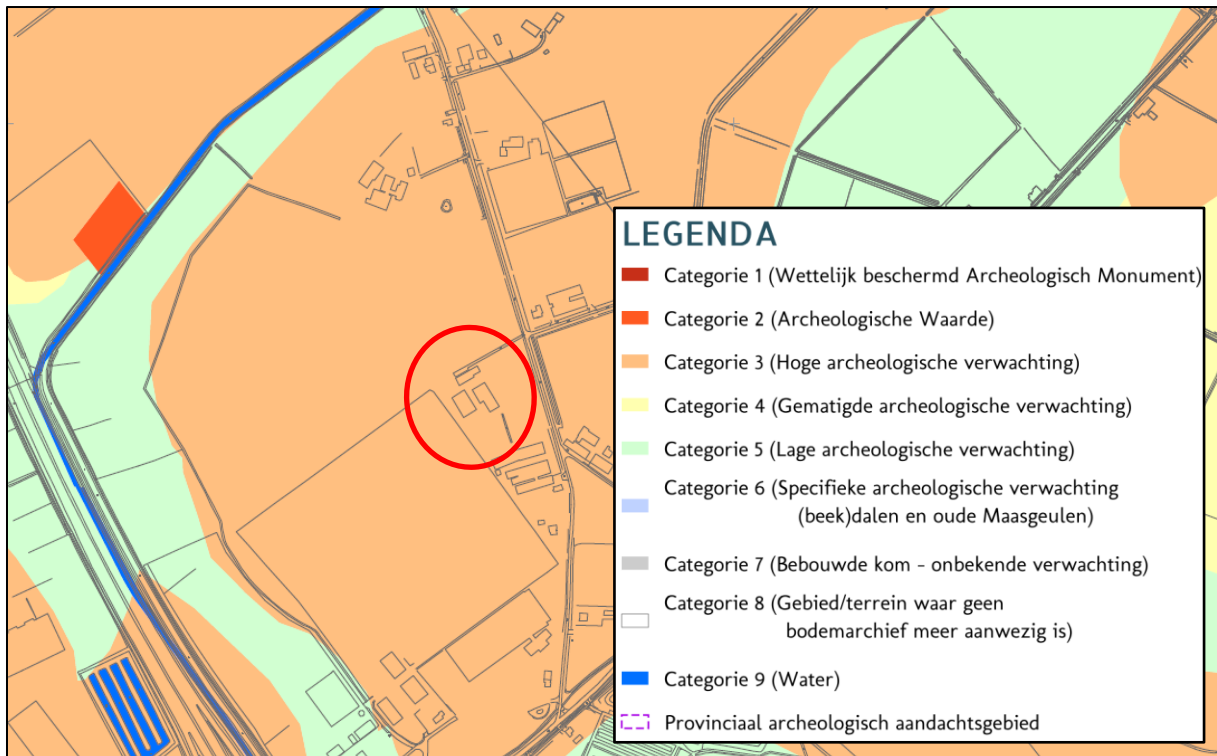 LEGENDA
Categorie 1 (Wettelijk beschermd Archeologisch Monument)
Categorie 2 (Archeologische Waarde)
Categorie 3 (Hoge archeologische verwachting)
Categorie 4 (Gematigde archeologische verwachting)
Categorie 5 (Lage archeologische verwachting)
Categorie 6 (Specifieke archeologische verwachting
(beek)dalen en oude Maasgeulen)
Categorie 7 (Bebouwde kom - onbekende verwachting)
Categorie 8 (Gebied/terrein waar geen
bodemarchief meer aanwezig is)
Categorie 9 (Water)
Provinciaal archeologisch aandachtsgebied